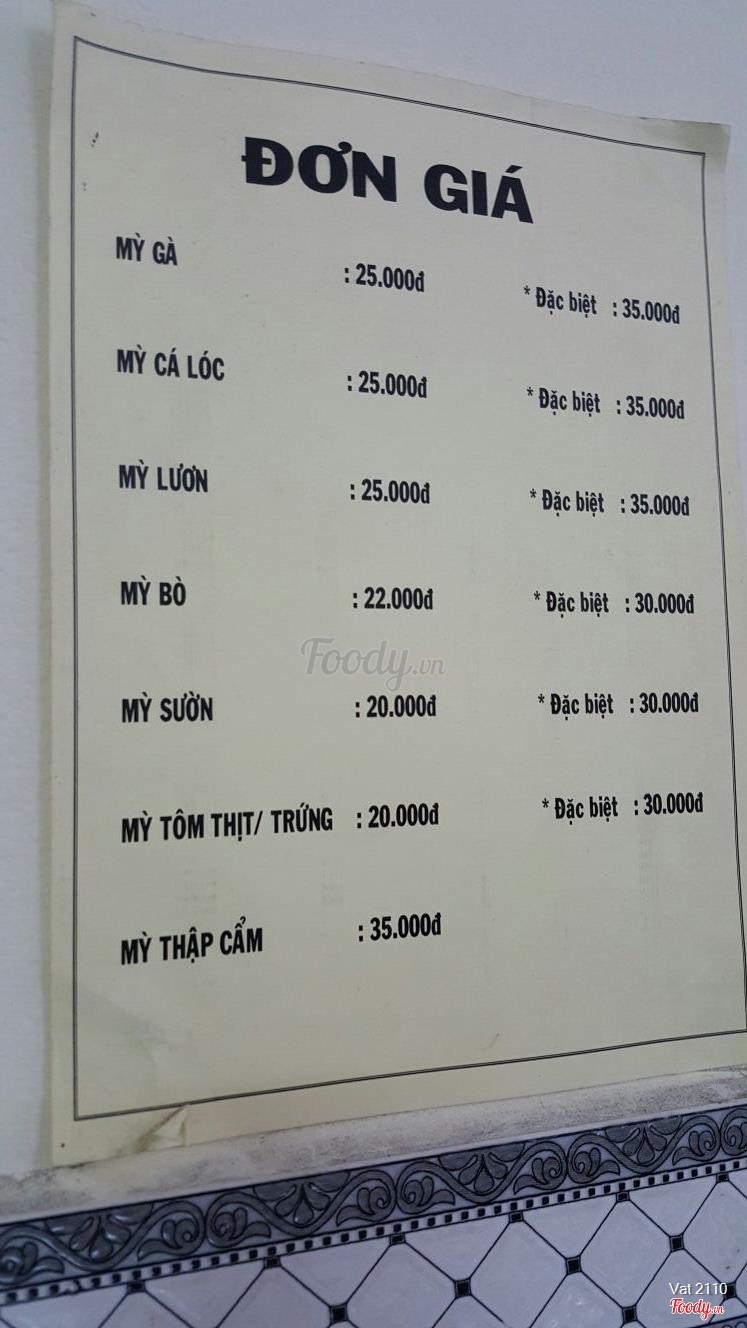 ĐƠN GIÁ
MỲ GÀ : 25.000đ * Đặc biệt : 35.000đ
MỲ CÁ LÓC : 25.000đ * Đặc biệt : 35.000đ
MỲ LƯƠN : 25.000đ * Đặc biệt : 35.000đ
MỲ BÒ : 22.000đ * Đặc biệt : 30.000đ
Foody.vn
MỲ SƯỜN : 20.000đ * Đặc biệt : 30.000đ
MỲ TÔM THỊT/ TRỨNG : 20.000đ * Đặc biệt : 30.000đ
MỲ THẬP CẨM : 35.000đ
Vat 2110
Foody.vn